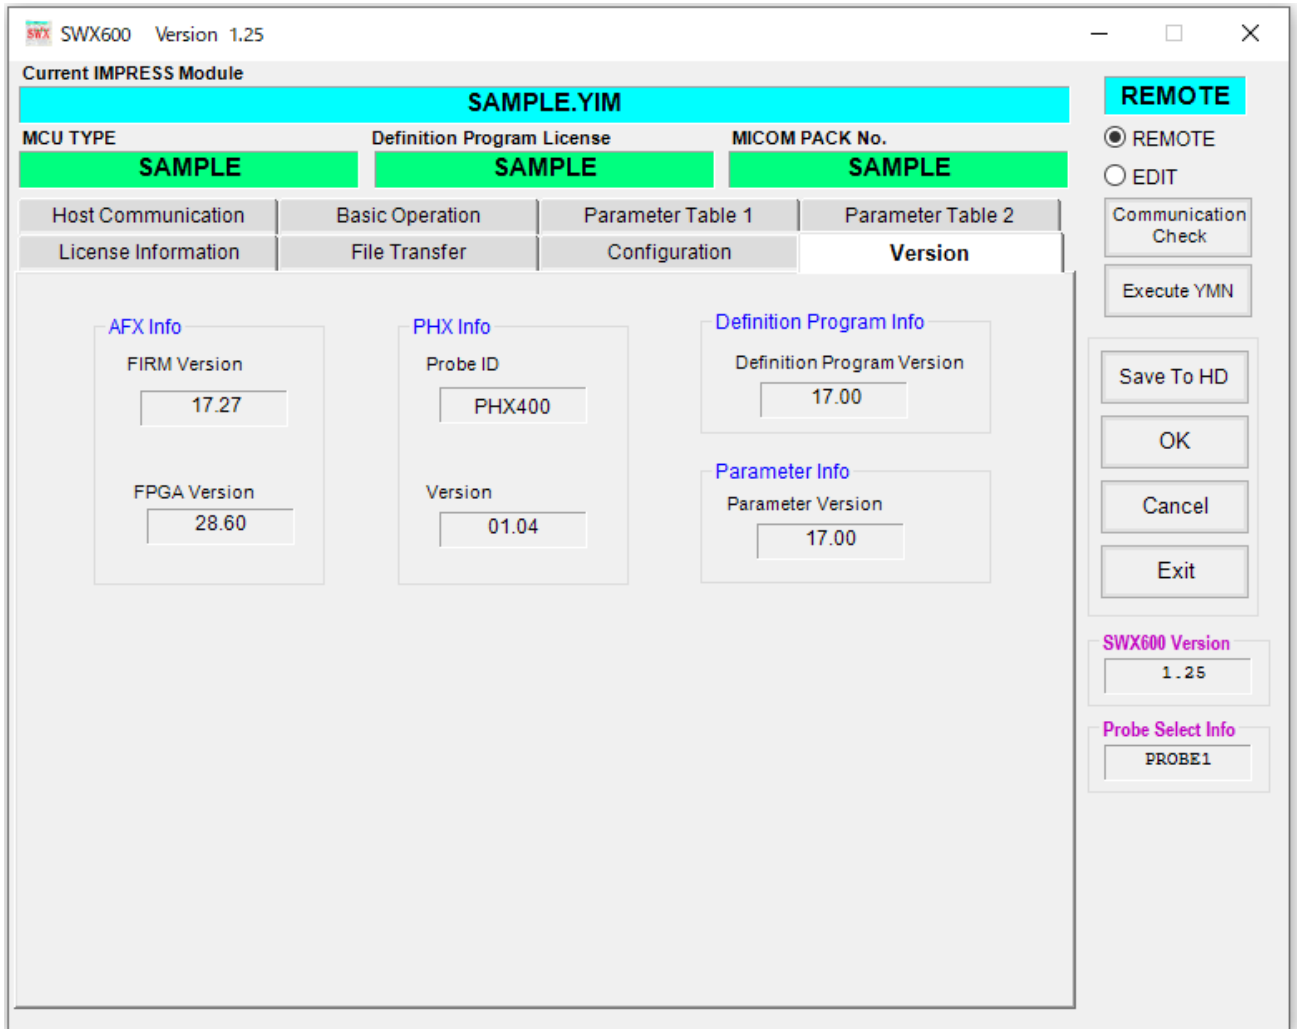 SWX SWX600 Version 1.25
Current IMPRESS Module
SAMPLE.YIM
MCU TYPE Definition Program License MICOM PACK No.
SAMPLE SAMPLE SAMPLE
Host Communication Basic Operation Parameter Table 1 Parameter Table 2
License Information File Transfer Configuration Version
AFX Info
FIRM Version
17.27
FPGA Version
28.60
PHX Info
Probe ID
PHX400
Version
01.04
Definition Program Info
Definition Program Version
17.00
Parameter Info
Parameter Version
17.00
REMOTE
REMOTE
EDIT
Communication
Check
Execute YMN
Save To HD
OK
Cancel
Exit
SWX600 Version
1.25
Probe Select Info
PROBE1